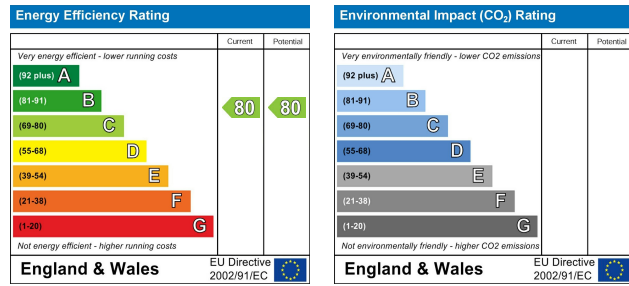 Energy Efficiency Rating
Current Potential
Very energy efficient - lower running costs
(92 plus) A
(81-91) B
80 80
(69-80) C
(55-68) D
(39-54) E
(21-38) F
(1-20) G
Not energy efficient - higher running costs
England & Wales
EU Directive
2002/91/EC
Environmental Impact (CO₂) Rating
Current Potential
Very environmentally friendly - lower CO2 emissions
(92 plus) A
(81-91) B
(69-80) C
(55-68) D
(39-54) E
(21-38) F
(1-20) G
Not environmentally friendly - higher CO2 emissions
England & Wales
EU Directive
2002/91/EC